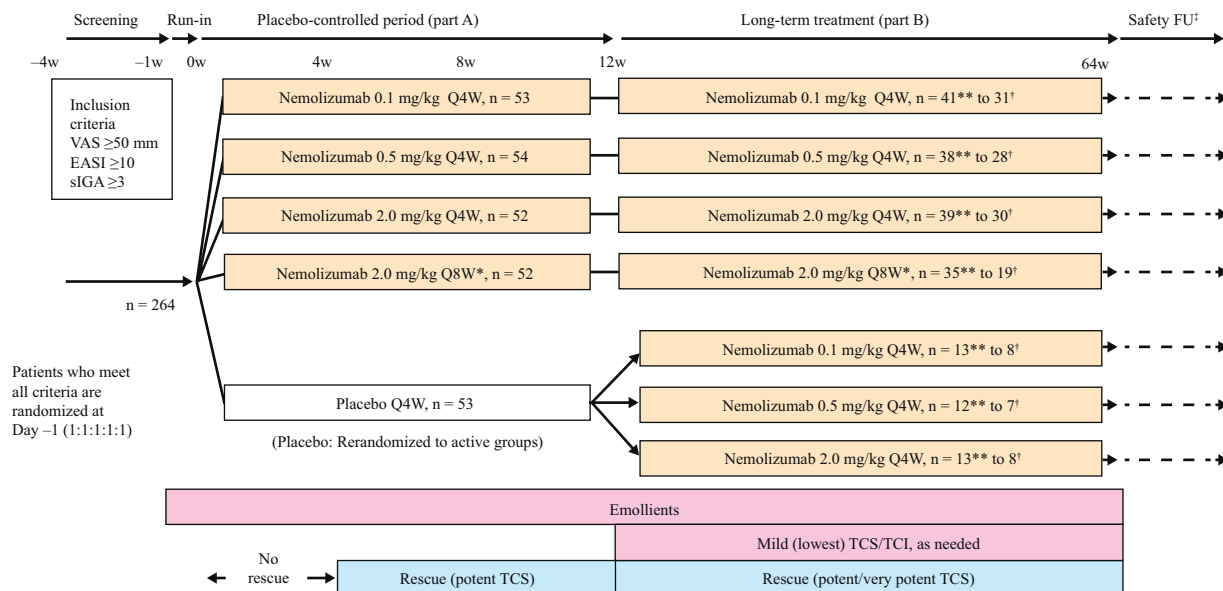 Screening
Run-in
Placebo-controlled period (part A)
Long-term treatment (part B)
Safety FU‡
–4w
–1w
0w
4w
8w
12w
64w
Inclusion
criteria
VAS ≥50 mm
EASI ≥10
sIGA ≥3
Nemolizumab 0.1 mg/kg Q4W, n = 53
Nemolizumab 0.1 mg/kg Q4W, n = 41** to 31†
Nemolizumab 0.5 mg/kg Q4W, n = 54
Nemolizumab 0.5 mg/kg Q4W, n = 38** to 28†
Nemolizumab 2.0 mg/kg Q4W, n = 52
Nemolizumab 2.0 mg/kg Q4W, n = 39** to 30†
Nemolizumab 2.0 mg/kg Q8W*, n = 52
Nemolizumab 2.0 mg/kg Q8W*, n = 35** to 19†
n = 264
Patients who meet
all criteria are
randomized at
Day –1 (1:1:1:1:1)
Placebo Q4W, n = 53
(Placebo: Rerandomized to active groups)
Nemolizumab 0.1 mg/kg Q4W, n = 13** to 8†
Nemolizumab 0.5 mg/kg Q4W, n = 12** to 7†
Nemolizumab 2.0 mg/kg Q4W, n = 13** to 8†
Emollients
Mild (lowest) TCS/TCI, as needed
No
rescue
Rescue (potent TCS)
Rescue (potent/very potent TCS)